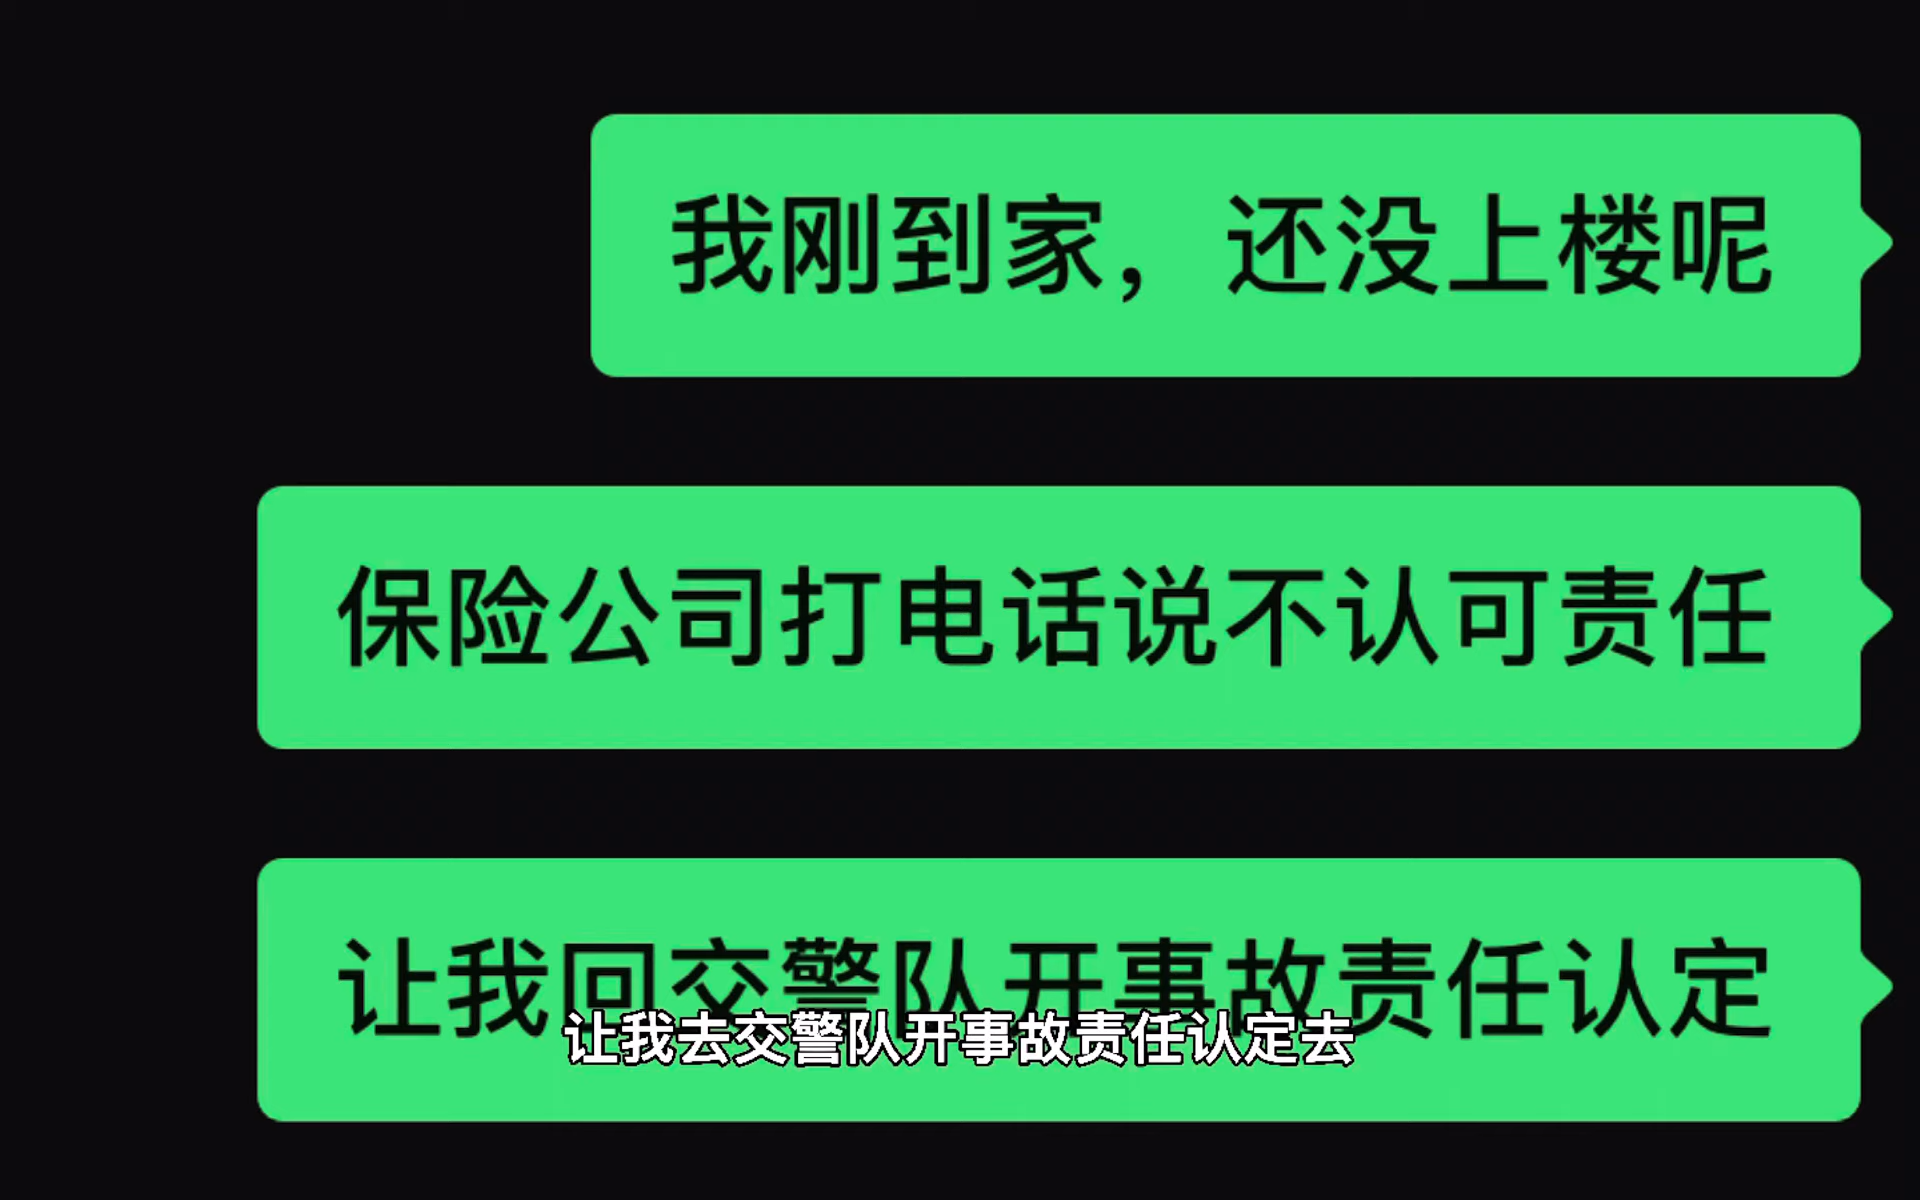 我刚到家，还没上楼呢
保险公司打电话说不认可责任
让我回交警队开事故责任认定
让我去交警队开事故责任认定去